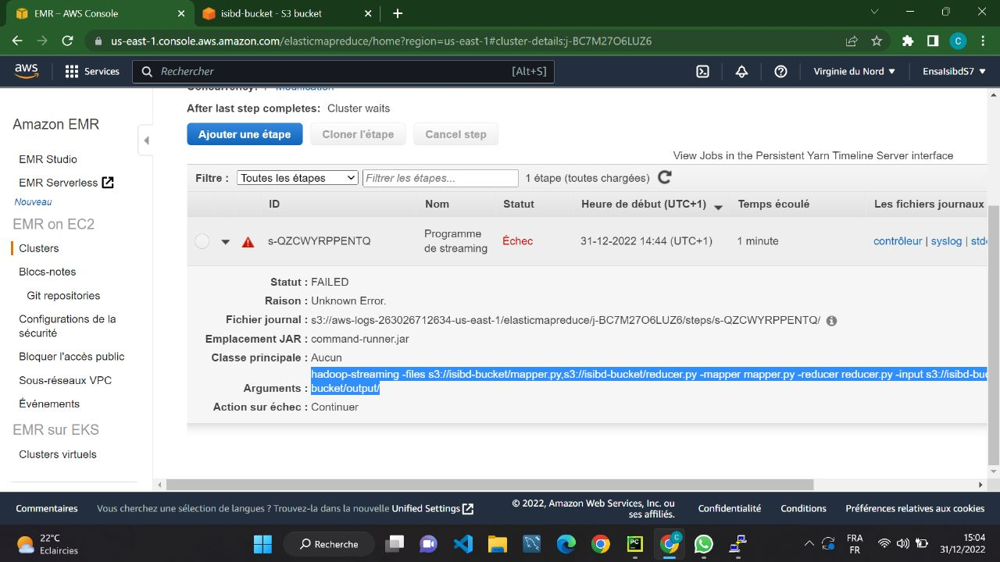 EMR – AWS Console
isibd-bucket - S3 bucket
us-east-1.console.aws.amazon.com/elasticmapreduce/home?region=us-east-1#cluster-details:j-BC7M27O6LUZ6
C
aws
Services
Rechercher
[Alt+S]
Virginie du Nord
EnsalsibdS7
Amazon EMR
EMR Studio
EMR Serverless
Nouveau
EMR on EC2
Clusters
Blocs-notes
Git repositories
Configurations de la
sécurité
Bloquer l'accès public
Sous-réseaux VPC
Événements
EMR sur EKS
Clusters virtuels
Concurrency: 1 Modification
After last step completes: Cluster waits
Ajouter une étape
Cloner l'étape
Cancel step
View Jobs in the Persistent Yarn Timeline Server interface
Filtre : Toutes les étapes Filtrer les étapes... 1 étape (toutes chargées)
ID Nom Statut Heure de début (UTC+1) Temps écoulé Les fichiers journaux
s-QZCWYRPPENTQ Programme de streaming Échec 31-12-2022 14:44 (UTC+1) 1 minute contrôleur | syslog |
Statut : FAILED
Raison : Unknown Error.
Fichier journal : s3://aws-logs-263026712634-us-east-1/elasticmapreduce/j-BC7M27O6LUZ6/steps/s-QZCWYRPPENTQ/
Emplacement JAR : command-runner.jar
Classe principale : Aucun
Arguments : hadoop-streaming -files s3://isibd-bucket/mapper.py,s3://isibd-bucket/reducer.py -mapper mapper.py -reducer reducer.py -input
bucket/output/
Action sur échec : Continuer
Commentaires
Vous cherchez une sélection de langues ? Trouvez-la dans la nouvelle Unified Settings
© 2022, Amazon Web Services, Inc. ou
ses affiliés.
Confidentialité
Conditions
Préférences relatives aux cookies
22°C
Eclaircies
Recherche
PC
C
FRA
FR
15:04
31/12/2022